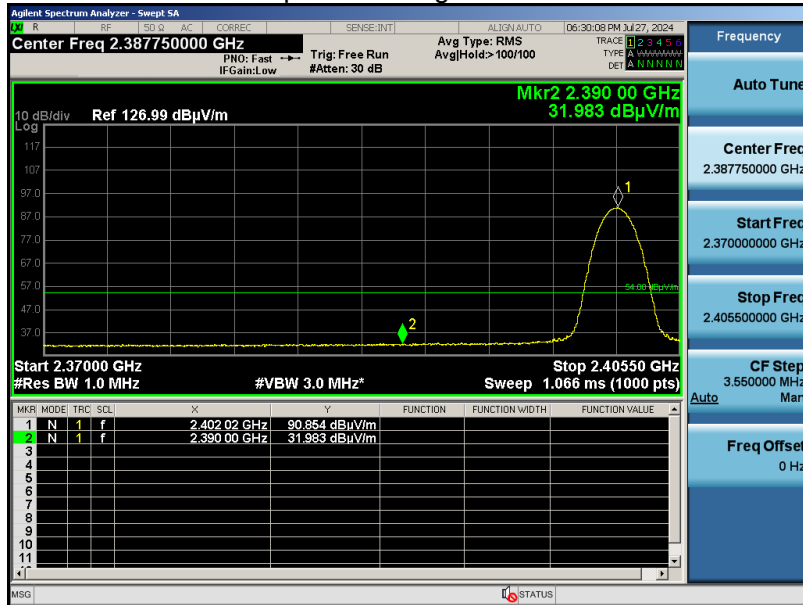 Agilent Spectrum Analyzer - Swept SA
LXI R RF 50 Ω AC CORREC SENSE:INT ALIGN AUTO 06:30:08 PM Jul 27, 2024
Center Freq 2.387750000 GHz
PNO: Fast
IFGain:Low
Trig: Free Run
#Atten: 30 dB
Avg Type: RMS
Avg|Hold:>100/100
TRACE 1 2 3 4 5 6
TYPE A WWWWW
DET A N N N N N
Frequency
Mkr2 2.390 00 GHz
31.983 dBµV/m
10 dB/div Ref 126.99 dBµV/m
Log
117
107
97.0
87.0
77.0
67.0
57.0
47.0
37.0
1
2
54.00 dBµV/m
Start 2.37000 GHz
Stop 2.40550 GHz
#Res BW 1.0 MHz #VBW 3.0 MHz* Sweep 1.066 ms (1000 pts)
MKR MODE TRC SCL X Y FUNCTION FUNCTION WIDTH FUNCTION VALUE
1 N 1 f 2.402 02 GHz 90.854 dBµV/m
2 N 1 f 2.390 00 GHz 31.983 dBµV/m
3
4
5
6
7
8
9
10
11
MSG STATUS
Auto Tune
Center Freq
2.387750000 GHz
Start Freq
2.370000000 GHz
Stop Freq
2.405500000 GHz
CF Step
3.550000 MHz
Auto Man
Freq Offset
0 Hz